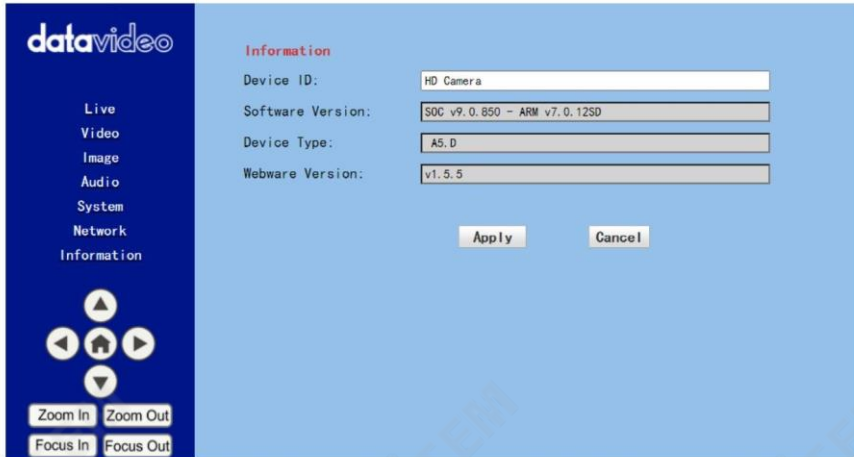 datavideo
Live
Video
Image
Audio
System
Network
Information
Zoom In Zoom Out
Focus In Focus Out
Information
Device ID: HD Camera
Software Version: SOC v9.0.850 - ARM v7.0.12SD
Device Type: A5.D
Webware Version: v1.5.5
Apply Cancel